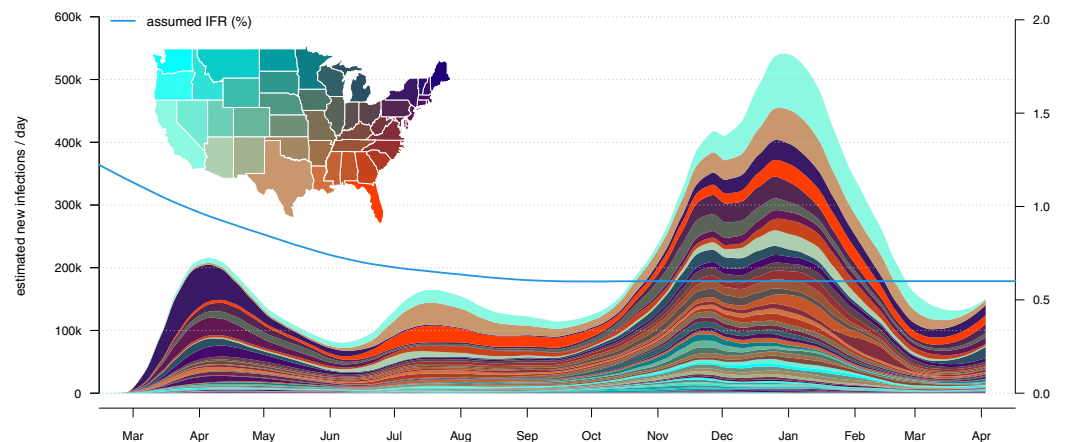 assumed IFR (%)
estimated new infections / day
600k
500k
400k
300k
200k
100k
0
2.0
1.5
1.0
0.5
0.0
Mar Apr May Jun Jul Aug Sep Oct Nov Dec Jan Feb Mar Apr